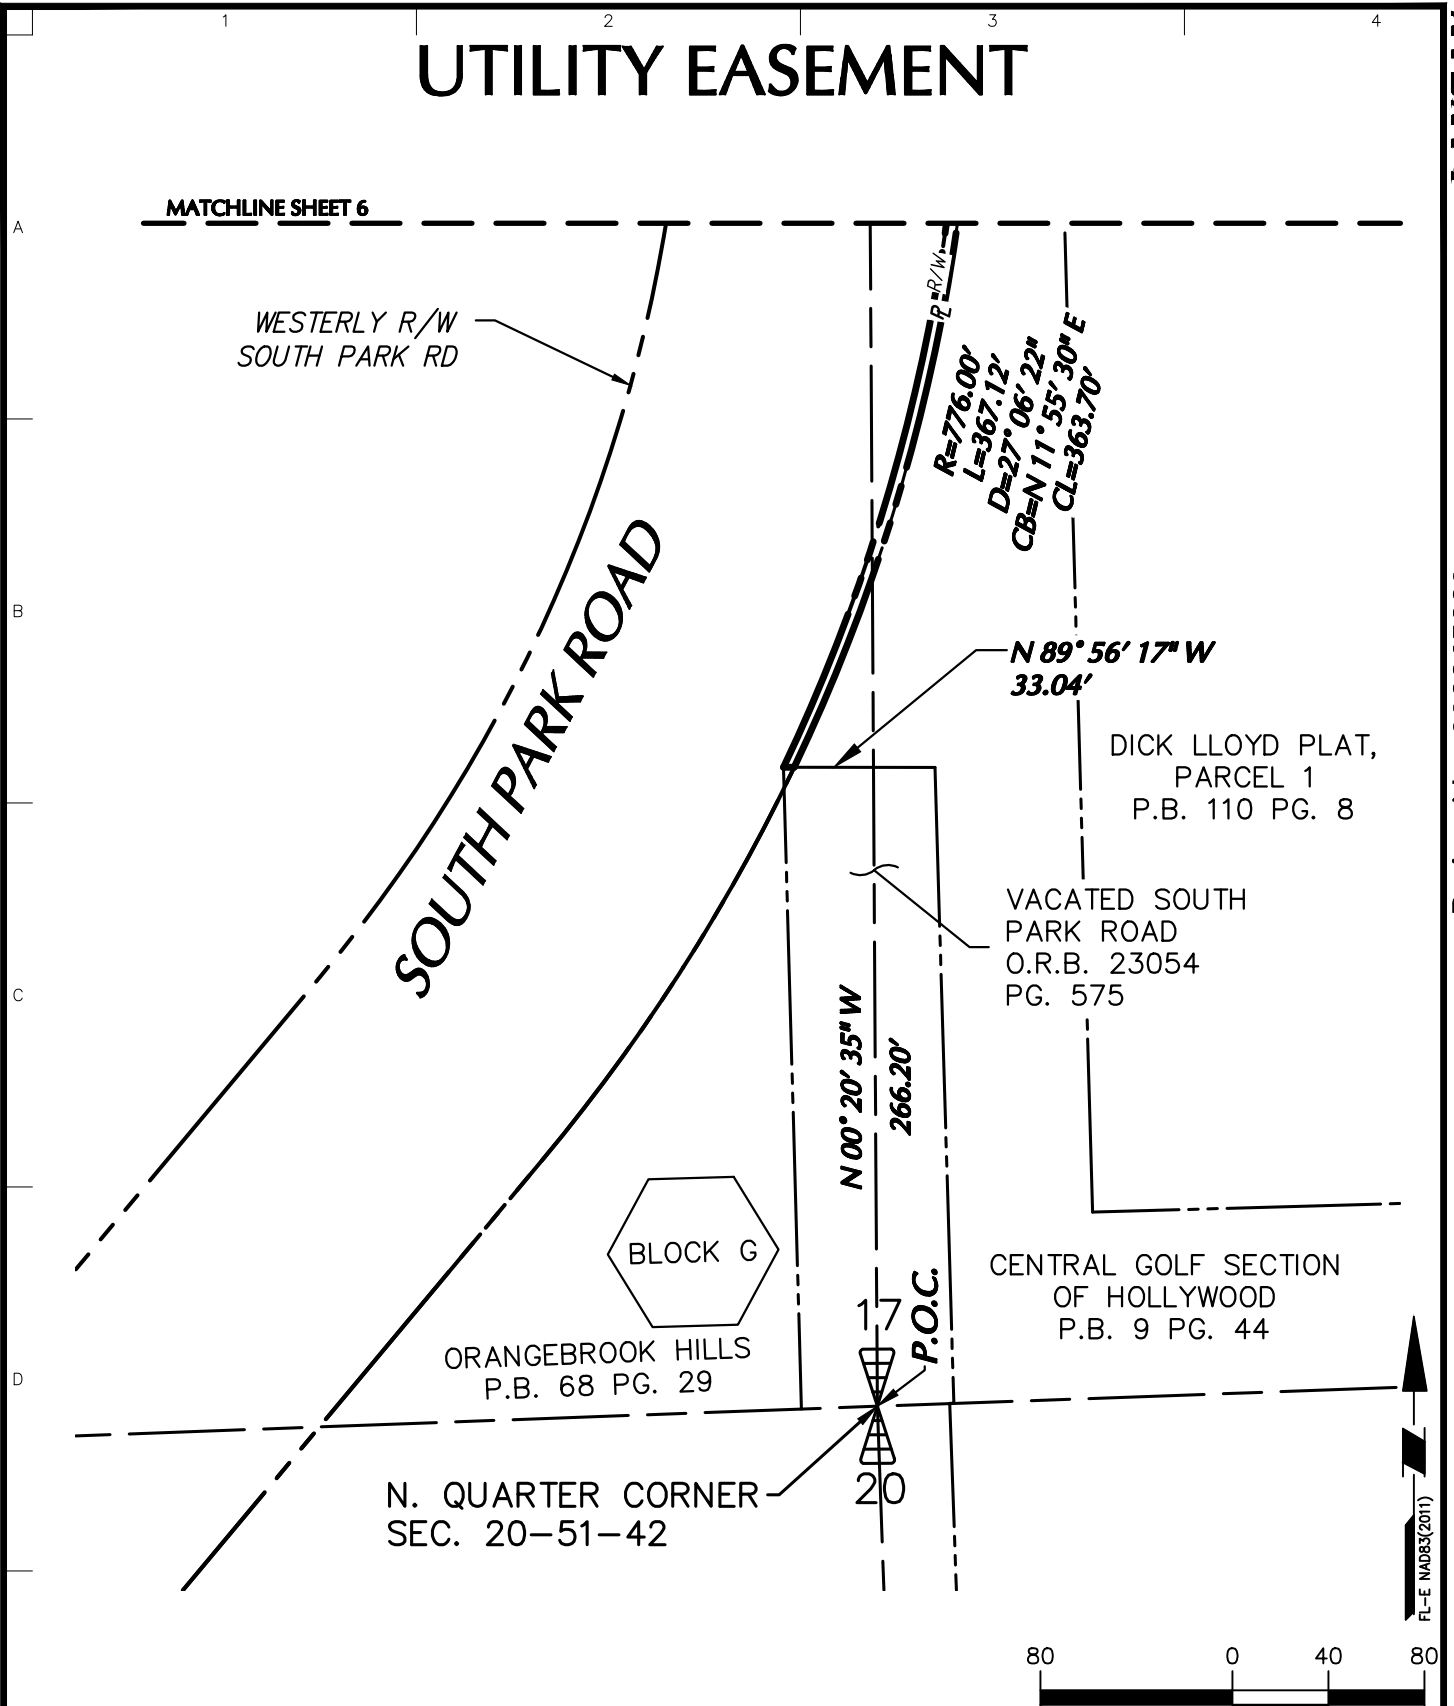 1 2 3 4
UTILITY EASEMENT
MATCHLINE SHEET 6
A
WESTERLY R/W
SOUTH PARK RD
R/W
PL
R=776.00'
L=367.12'
D=27° 06' 22"
CB=N 11° 55' 30" E
CL=363.70'
SOUTH PARK ROAD
B
N 89° 56' 17" W
33.04'
DICK LLOYD PLAT,
PARCEL 1
P.B. 110 PG. 8
VACATED SOUTH
PARK ROAD
O.R.B. 23054
PG. 575
C
N 00° 20' 35" W
266.20'
BLOCK G
CENTRAL GOLF SECTION
OF HOLLYWOOD
P.B. 9 PG. 44
17
P.O.C.
ORANGEBROOK HILLS
P.B. 68 PG. 29
D
20
N. QUARTER CORNER
SEC. 20-51-42
FL-E NAD83(2011)
80 0 40 80